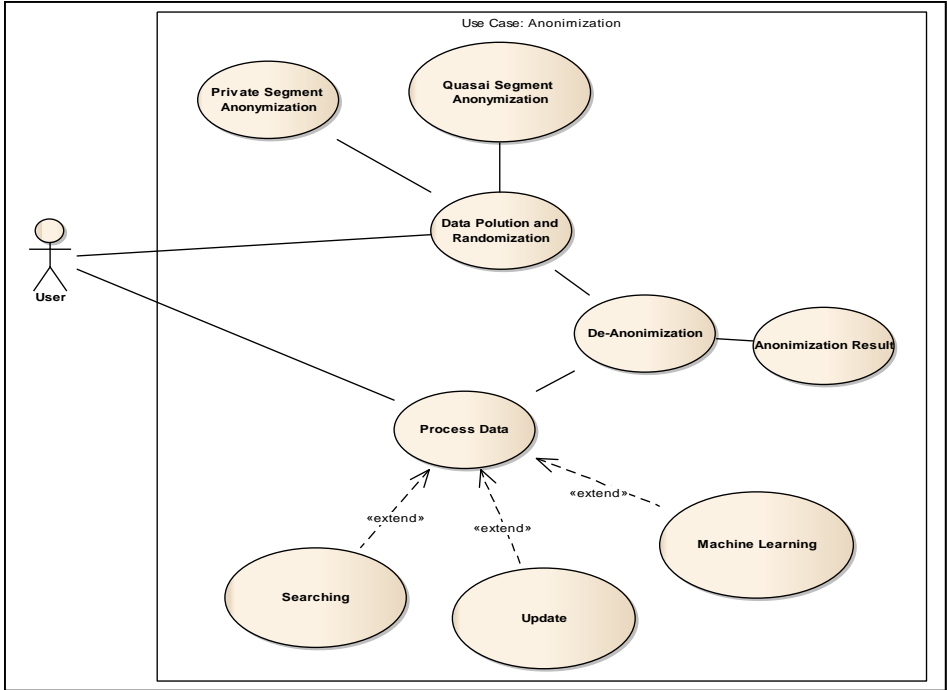 Use Case: Anonimization
Private Segment
Anonymization
Quasai Segment
Anonymization
Data Polution and
Randomization
User
De-Anonimization
Anonimization Result
Process Data
«extend»
«extend»
«extend»
Machine Learning
Searching
Update